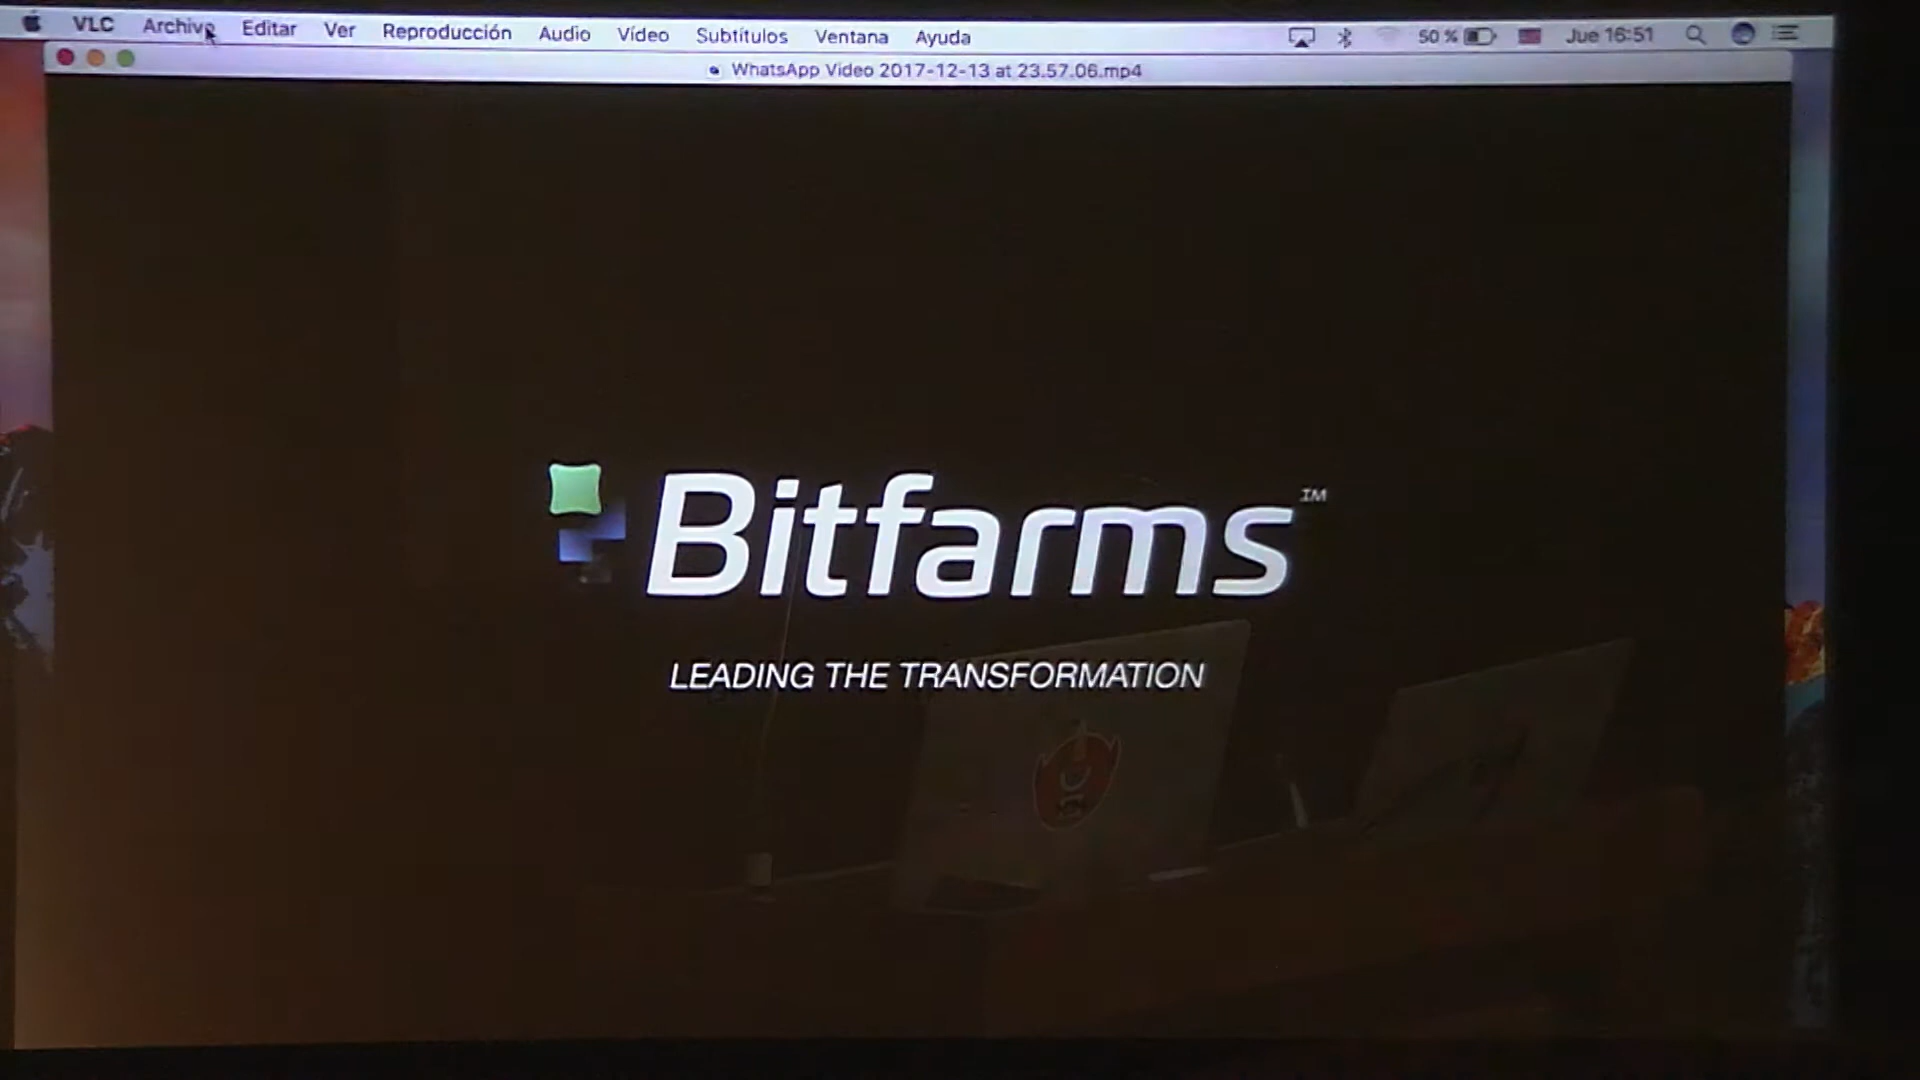 VLC Archivo Editar Ver Reproducción Audio Vídeo Subtítulos Ventana Ayuda 50 % Jue 16:51
WhatsApp Video 2017-12-13 at 23.57.06.mp4
Bitfarms TM
LEADING THE TRANSFORMATION